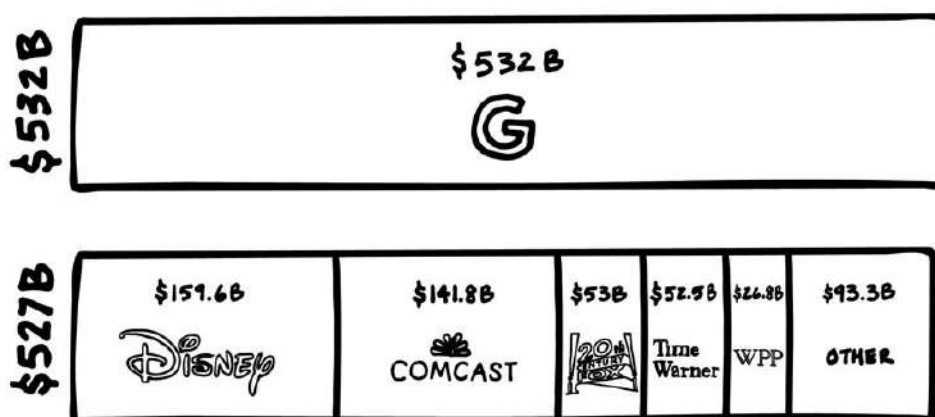 $532B
$532B
G
$527B
$159.6B
$141.8B
$53B
$52.5B
$26.8B
$93.3B
DISNEY
COMCAST
20th
CENTURY
FOX
Time
Warner
WPP
OTHER